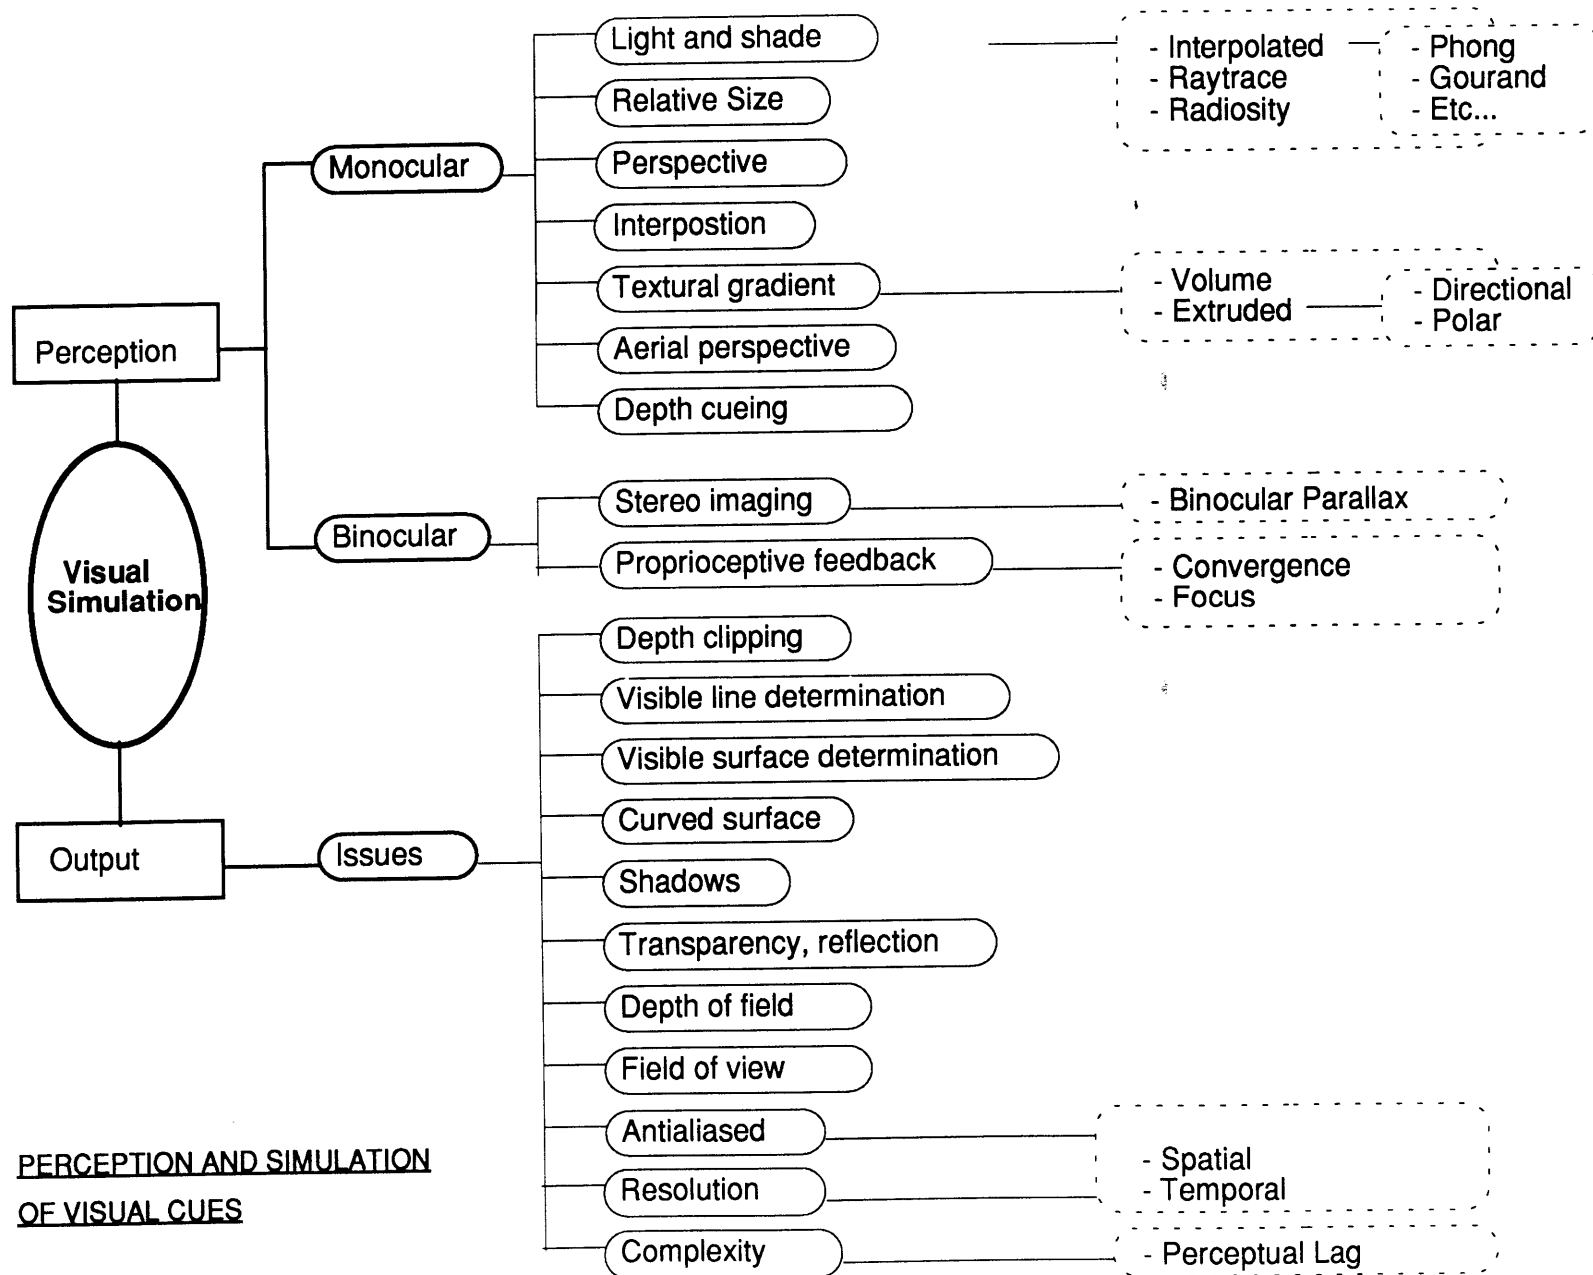 Light and shade
- Interpolated
- Raytrace
- Radiosity
- Phong
- Gourand
- Etc...
Relative Size
Monocular
Perspective
Interpostion
Textural gradient
- Volume
- Extruded
- Directional
- Polar
Perception
Aerial perspective
Depth cueing
Stereo imaging
- Binocular Parallax
Binocular
Proprioceptive feedback
- Convergence
- Focus
Visual
Simulation
Depth clipping
Visible line determination
Visible surface determination
Curved surface
Output
Issues
Shadows
Transparency, reflection
Depth of field
Field of view
Antialiased
- Spatial
- Temporal
Resolution
Complexity
- Perceptual Lag
PERCEPTION AND SIMULATION
OF VISUAL CUES